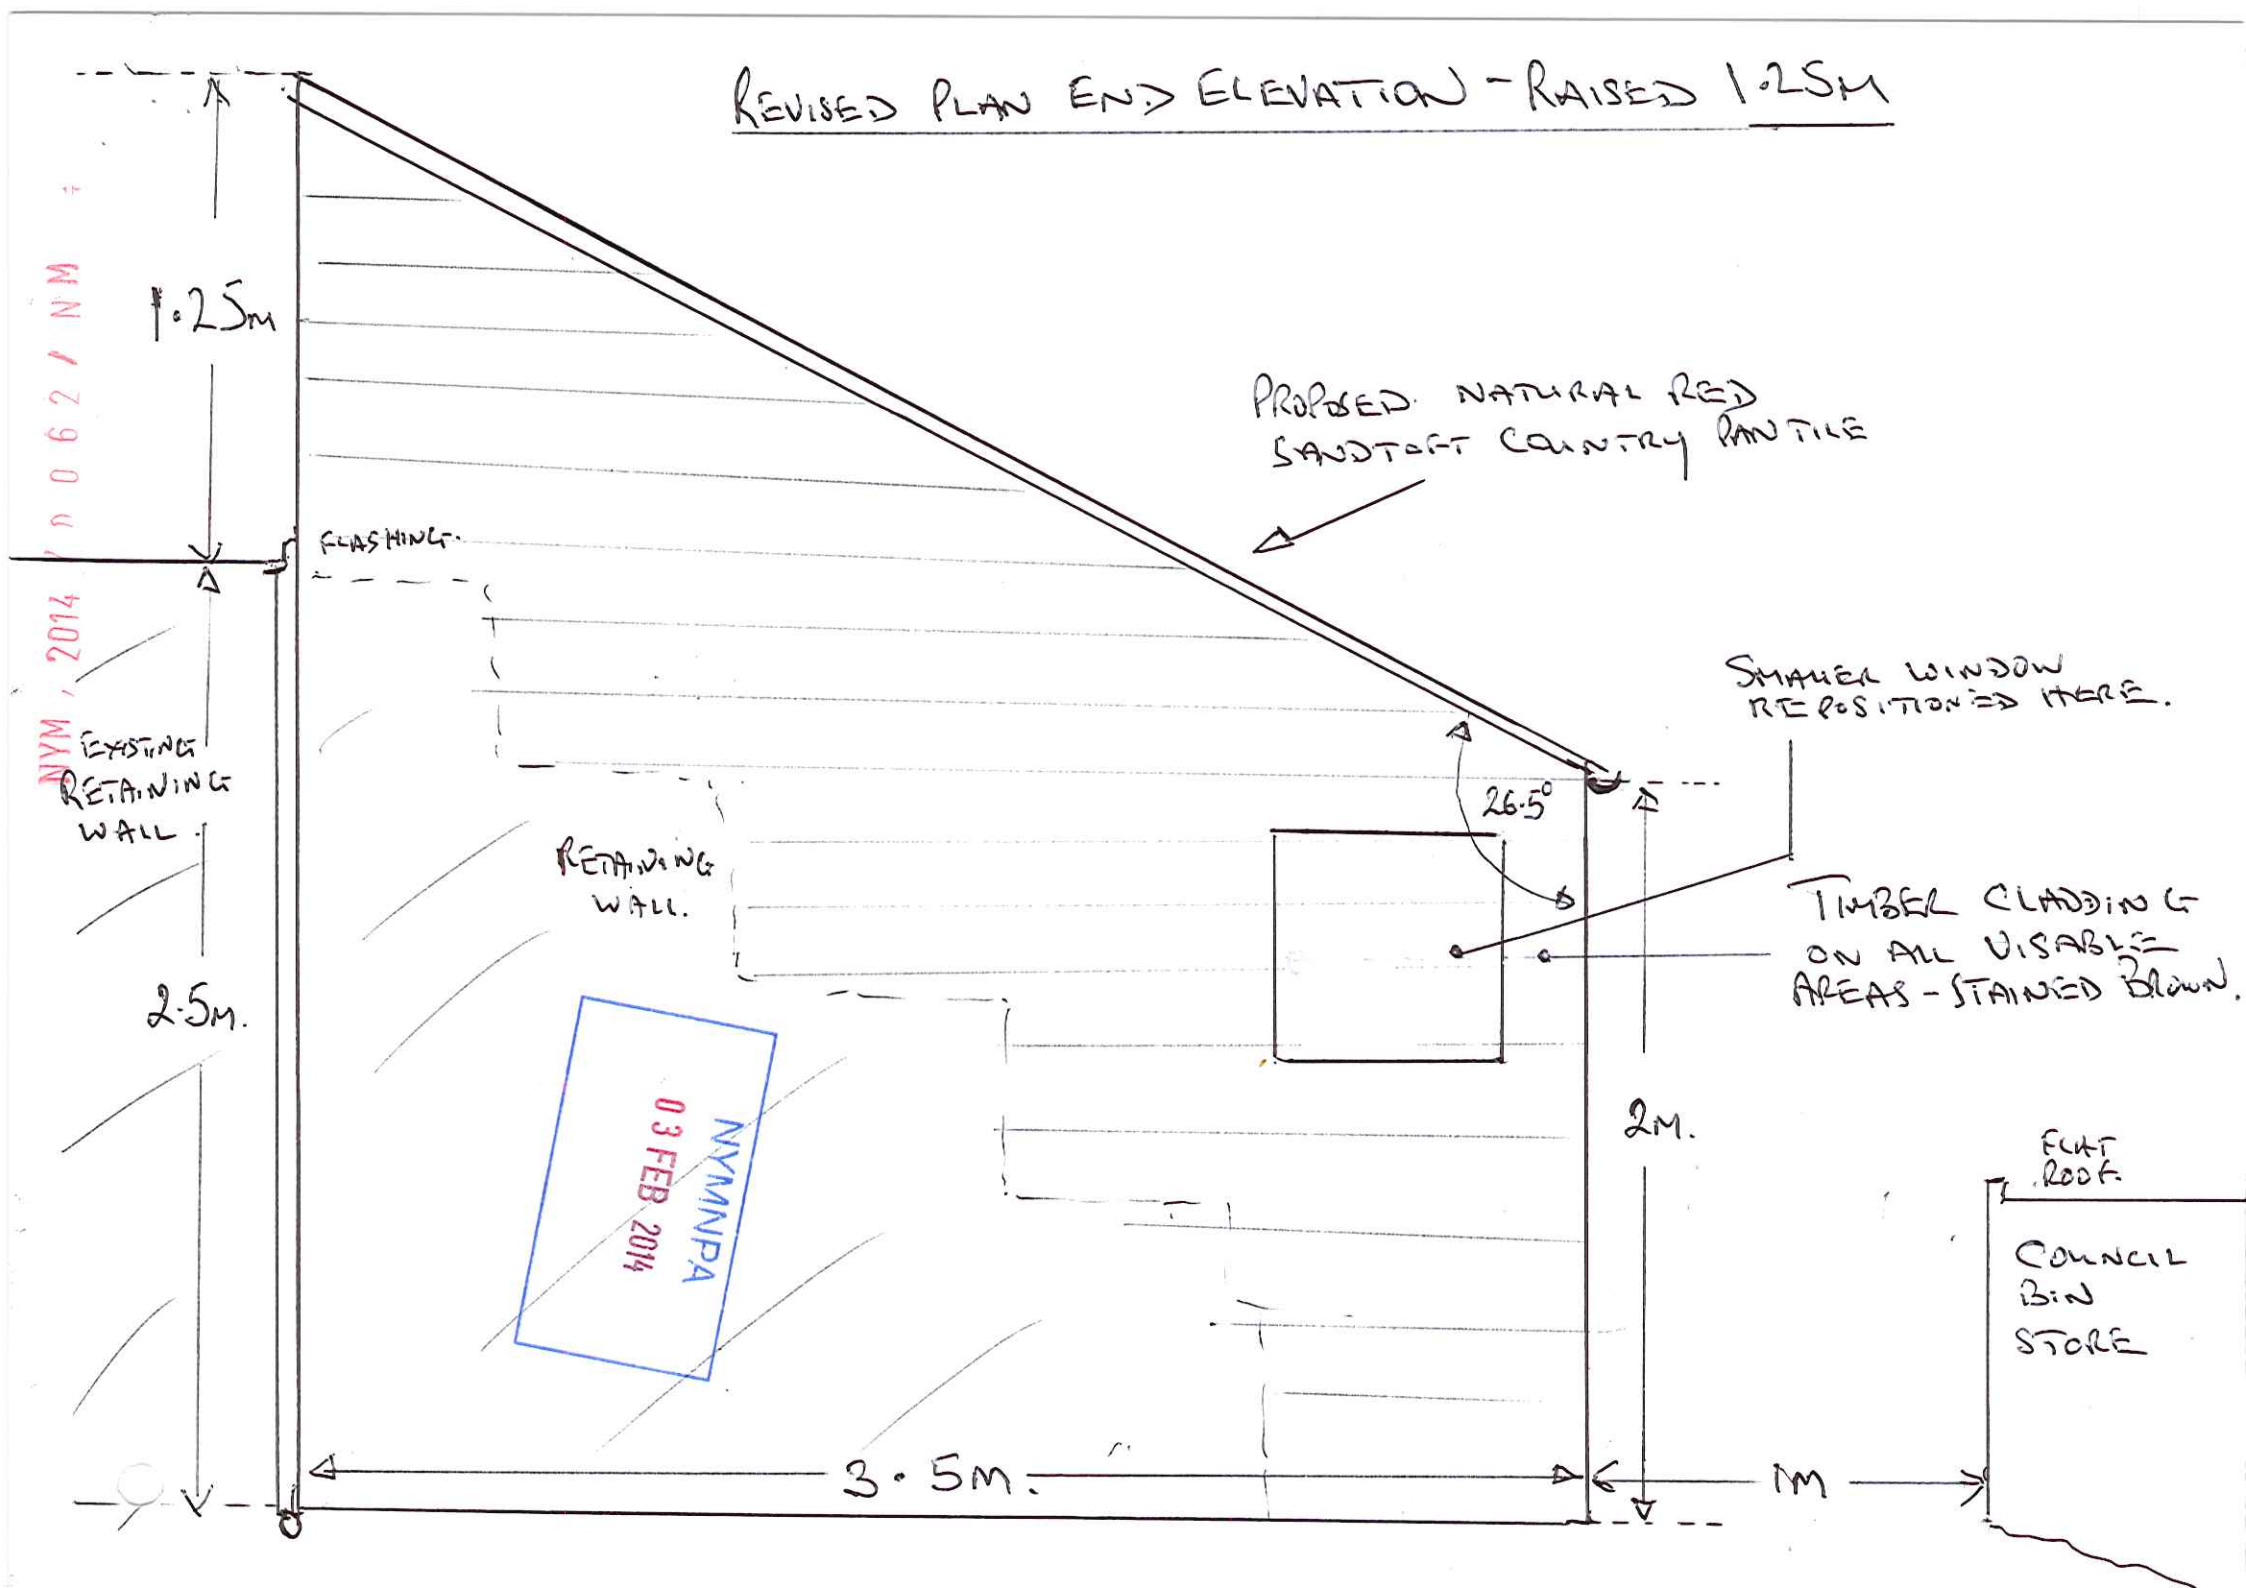 REVISED PLAN END ELEVATION - RAISED 1.25M
1.25M
PROPOSED NATURAL RED
SANDTOFT COUNTRY PANTILE
FLASHING.
NYM / 2014 / 0062 / NM
EXISTING
RETAINING
WALL.
SMALLER WINDOW
REPOSITIONED HERE.
26.5°
RETAINING
WALL.
TIMBER CLADDING
ON ALL VISABLE
AREAS - STAINED BROWN.
2.5M.
NYMNPA
03 FEB 2014
2M.
FLAT
ROOF.
COUNCIL
BIN
STORE
3.5M.
1M